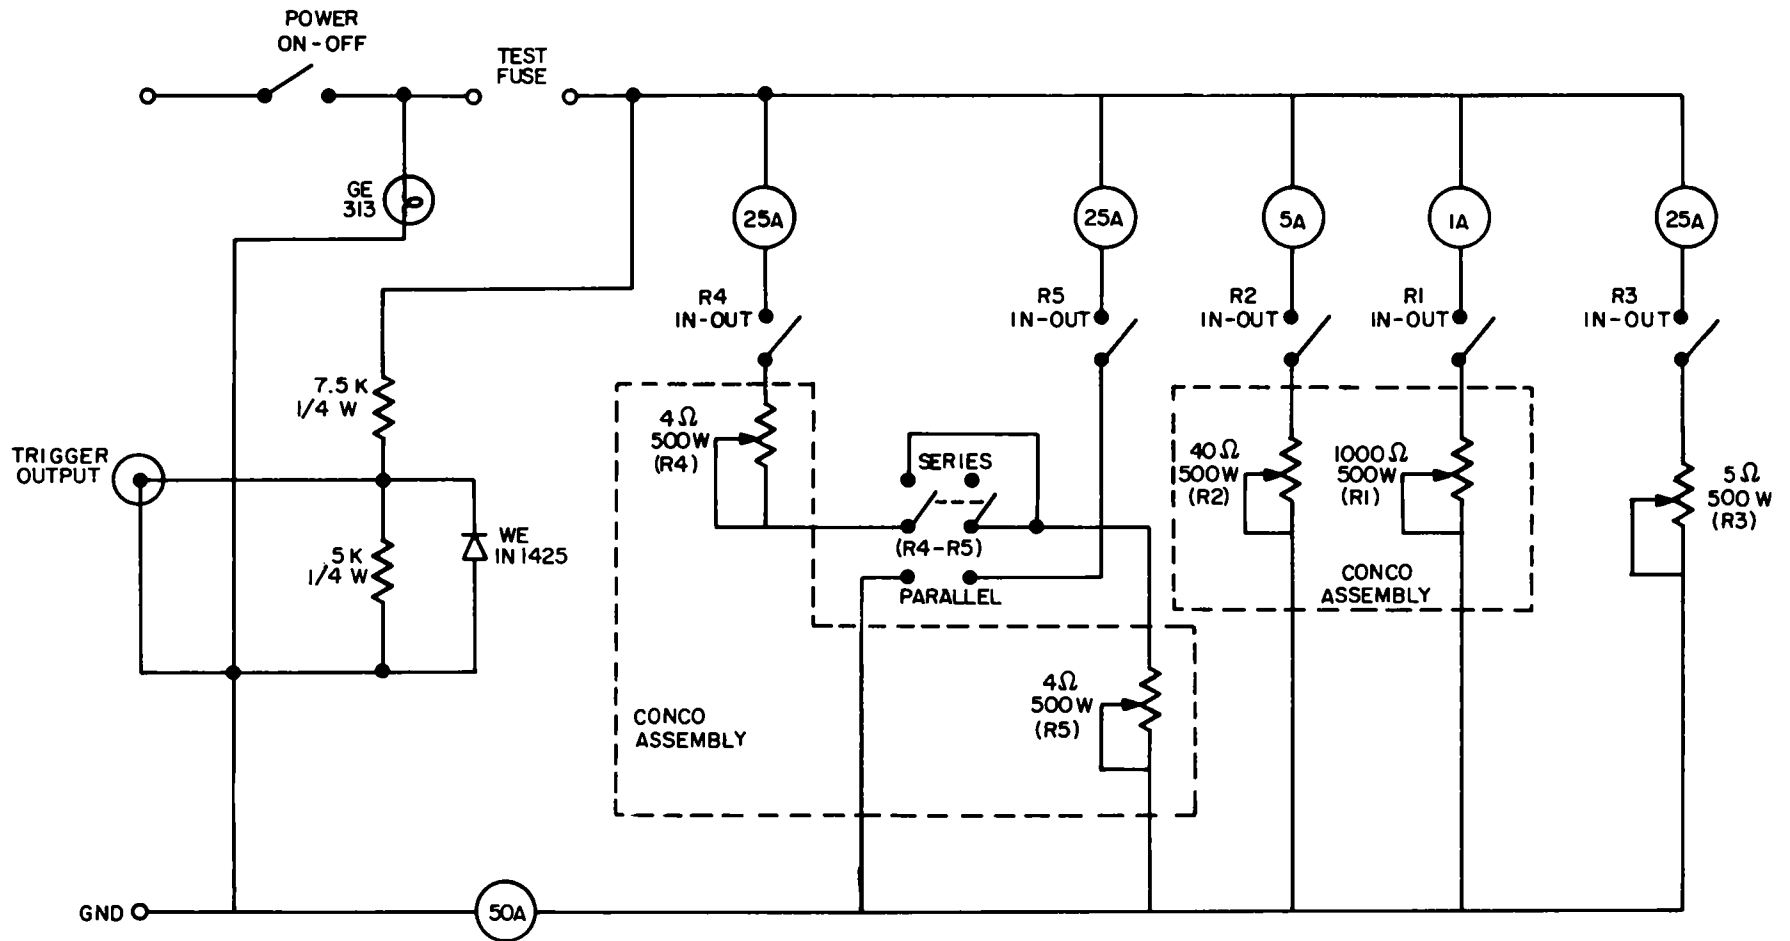 POWER
ON-OFF
TEST
FUSE
GE
313
25A
25A
5A
1A
25A
R4
IN-OUT
R5
IN-OUT
R2
IN-OUT
R1
IN-OUT
R3
IN-OUT
7.5 K
1/4 W
TRIGGER
OUTPUT
5 K
1/4 W
WE
IN 1425
4Ω
500W
(R4)
SERIES
(R4-R5)
PARALLEL
40Ω
500W
(R2)
1000Ω
500W
(R1)
5Ω
500W
(R3)
CONCO
ASSEMBLY
4Ω
500W
(R5)
CONCO
ASSEMBLY
GND
50A